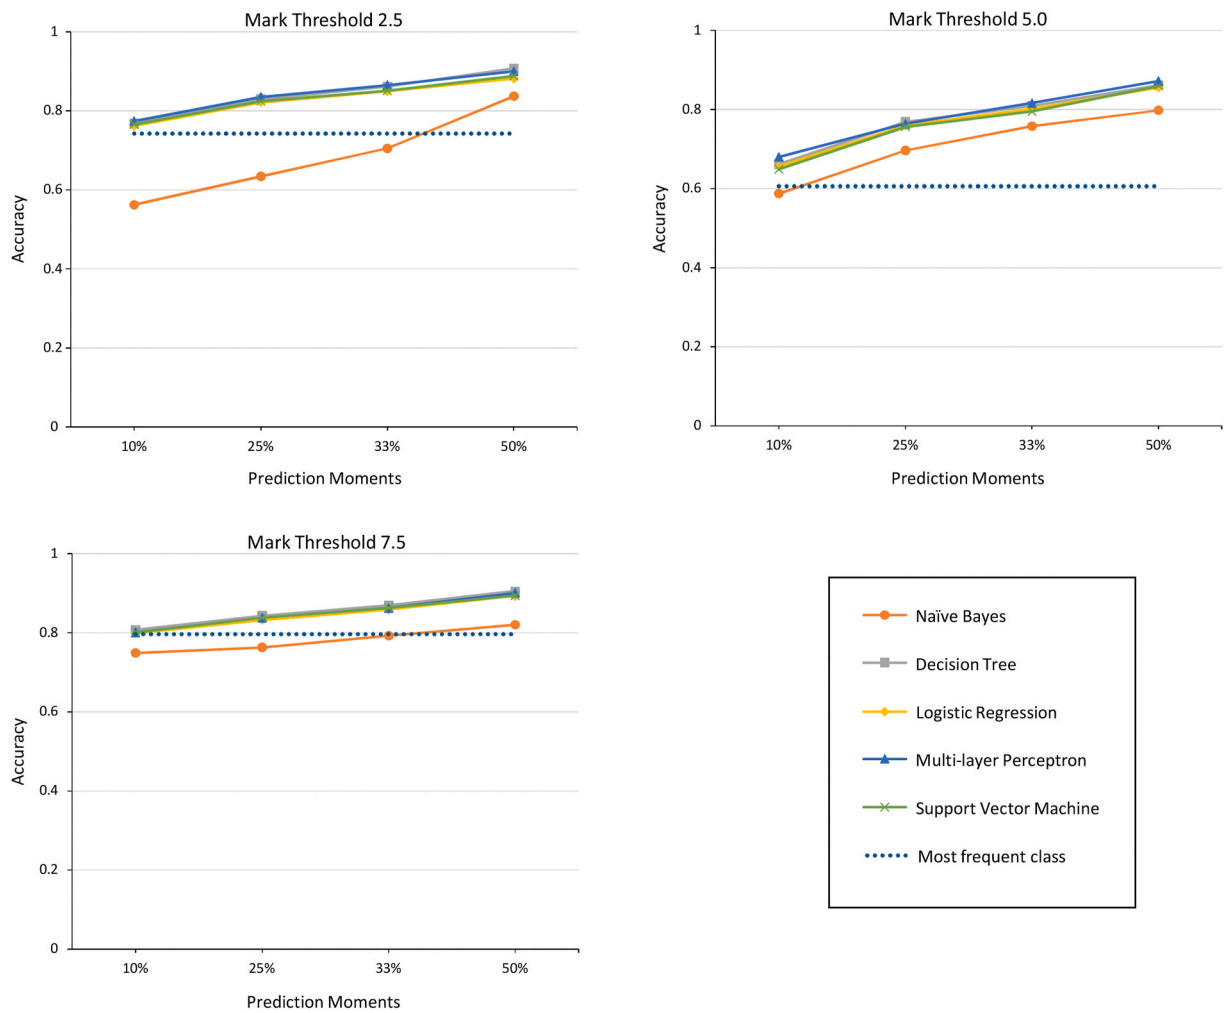 Mark Threshold 2.5
1
0.8
0.6
0.4
0.2
0
Accuracy
10% 25% 33% 50%
Prediction Moments
Mark Threshold 5.0
1
0.8
0.6
0.4
0.2
0
Accuracy
10% 25% 33% 50%
Prediction Moments
Mark Threshold 7.5
1
0.8
0.6
0.4
0.2
0
Accuracy
10% 25% 33% 50%
Prediction Moments
Naïve Bayes
Decision Tree
Logistic Regression
Multi-layer Perceptron
Support Vector Machine
Most frequent class